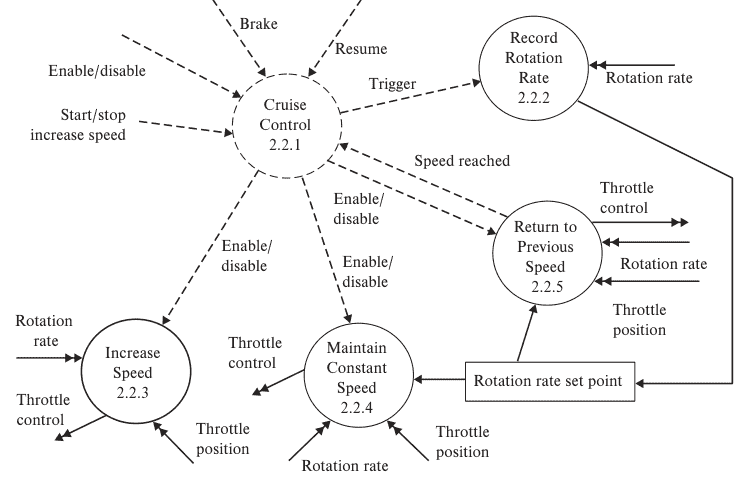 Brake
Resume
Enable/disable
Start/stop
increase speed
Cruise
Control
2.2.1
Trigger
Record
Rotation
Rate
2.2.2
Rotation rate
Speed reached
Enable/
disable
Enable/
disable
Enable/
disable
Return to
Previous
Speed
2.2.5
Throttle
control
Rotation rate
Throttle
position
Rotation
rate
Increase
Speed
2.2.3
Throttle
control
Throttle
position
Throttle
control
Maintain
Constant
Speed
2.2.4
Rotation rate
Throttle
position
Rotation rate set point